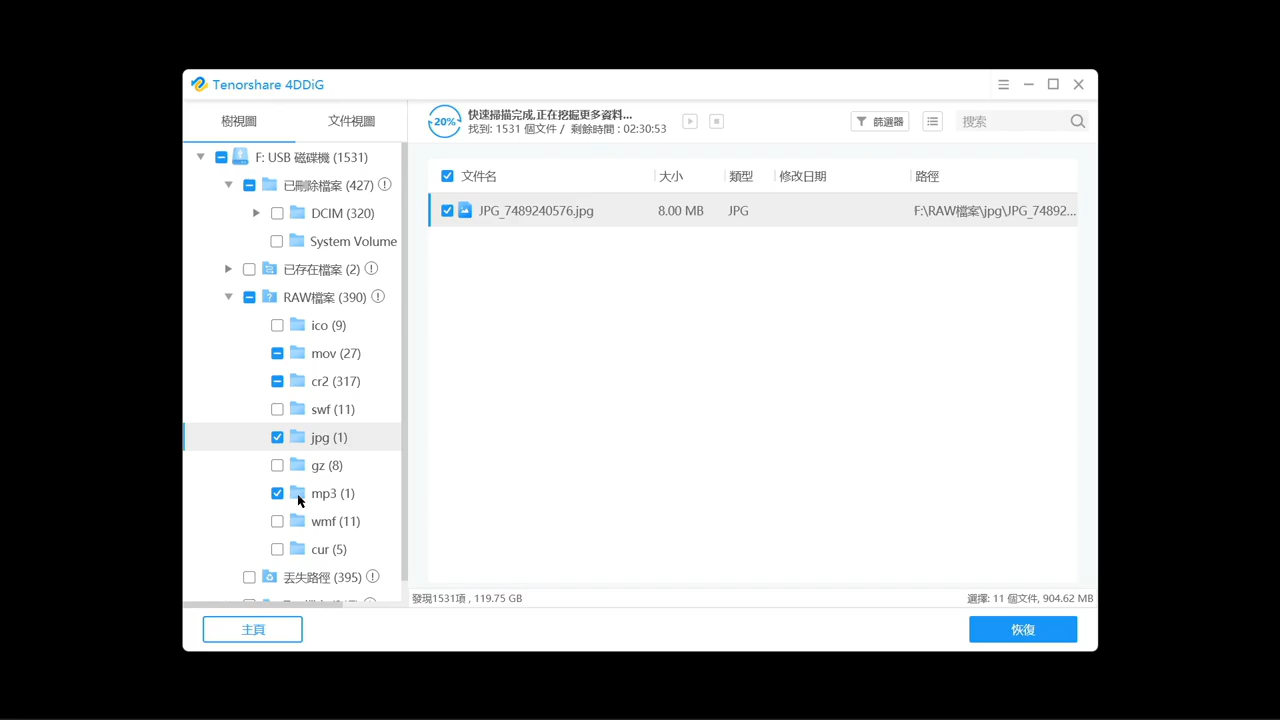 Tenorshare 4DDiG
樹視圖
文件視圖
20%
快速掃描完成,正在挖掘更多資料...
找到: 1531 個文件 / 剩餘時間 : 02:30:53
篩選器
搜索
F: USB 磁碟機 (1531)
已刪除檔案 (427)
DCIM (320)
System Volume
已存在檔案 (2)
RAW檔案 (390)
ico (9)
mov (27)
cr2 (317)
swf (11)
jpg (1)
gz (8)
mp3 (1)
wmf (11)
cur (5)
丟失路徑 (395)
文件名
大小
類型
修改日期
路徑
JPG_7489240576.jpg
8.00 MB
JPG
F:\RAW檔案\jpg\JPG_74892...
發現1531項 , 119.75 GB
選擇: 11 個文件, 904.62 MB
主頁
恢復